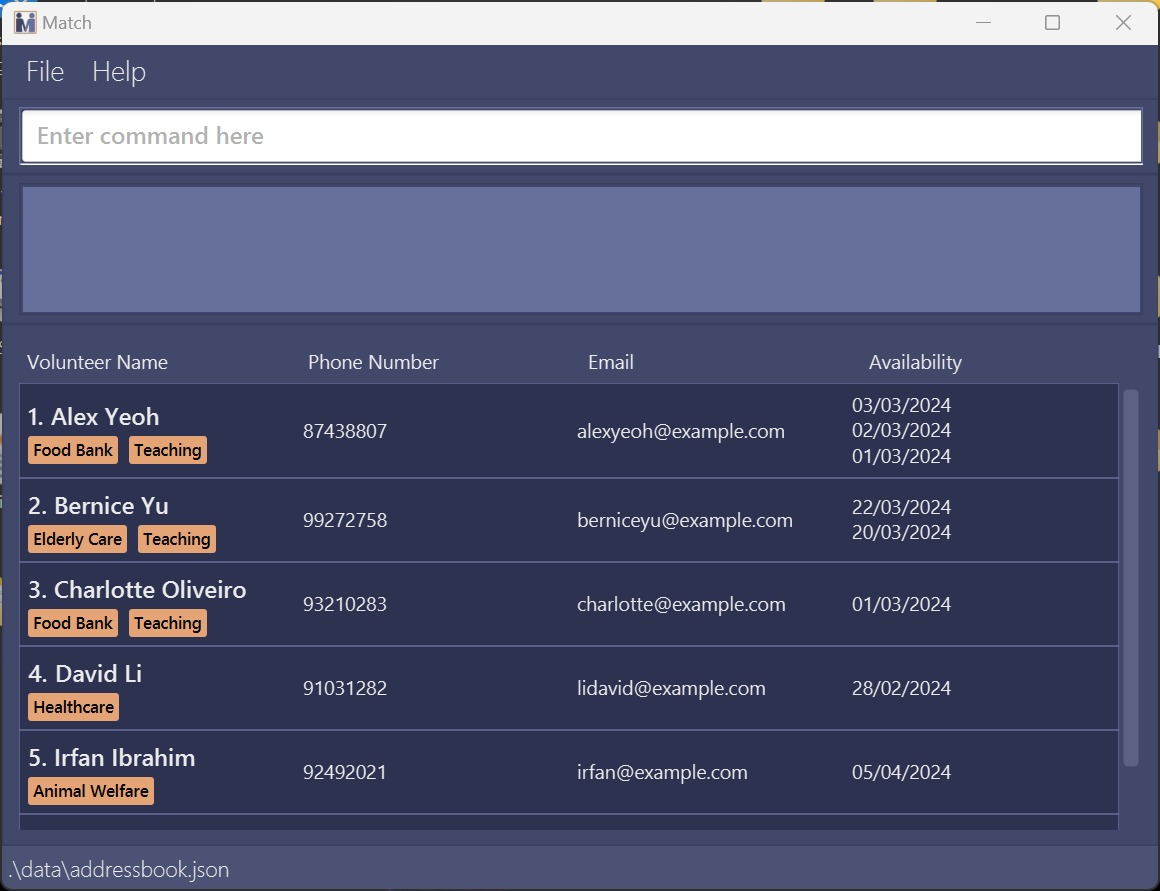 Match
File Help
Enter command here
Volunteer Name Phone Number Email Availability
1. Alex Yeoh
Food Bank Teaching
87438807
alexyeoh@example.com
03/03/2024
02/03/2024
01/03/2024
2. Bernice Yu
Elderly Care Teaching
99272758
berniceyu@example.com
22/03/2024
20/03/2024
3. Charlotte Oliveiro
Food Bank Teaching
93210283
charlotte@example.com
01/03/2024
4. David Li
Healthcare
91031282
lidavid@example.com
28/02/2024
5. Irfan Ibrahim
Animal Welfare
92492021
irfan@example.com
05/04/2024
.\data\addressbook.json